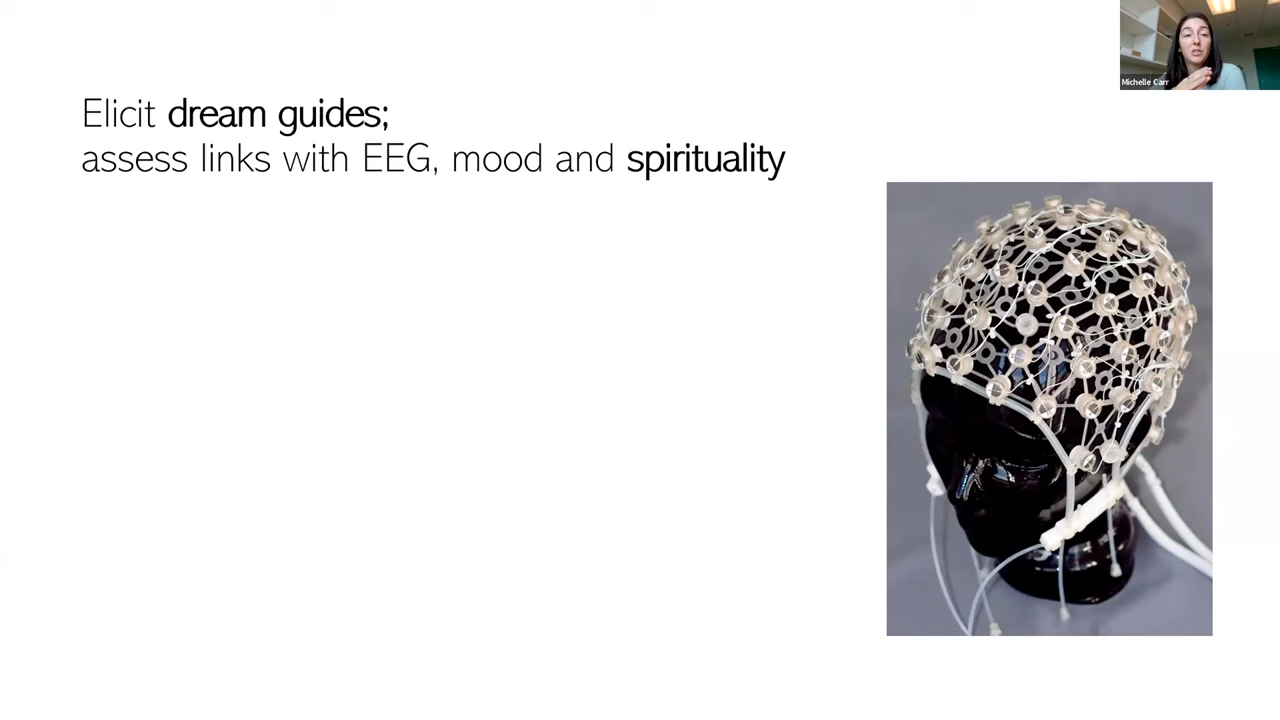 Elicit dream guides;
assess links with EEG, mood and spirituality
Michelle Carr